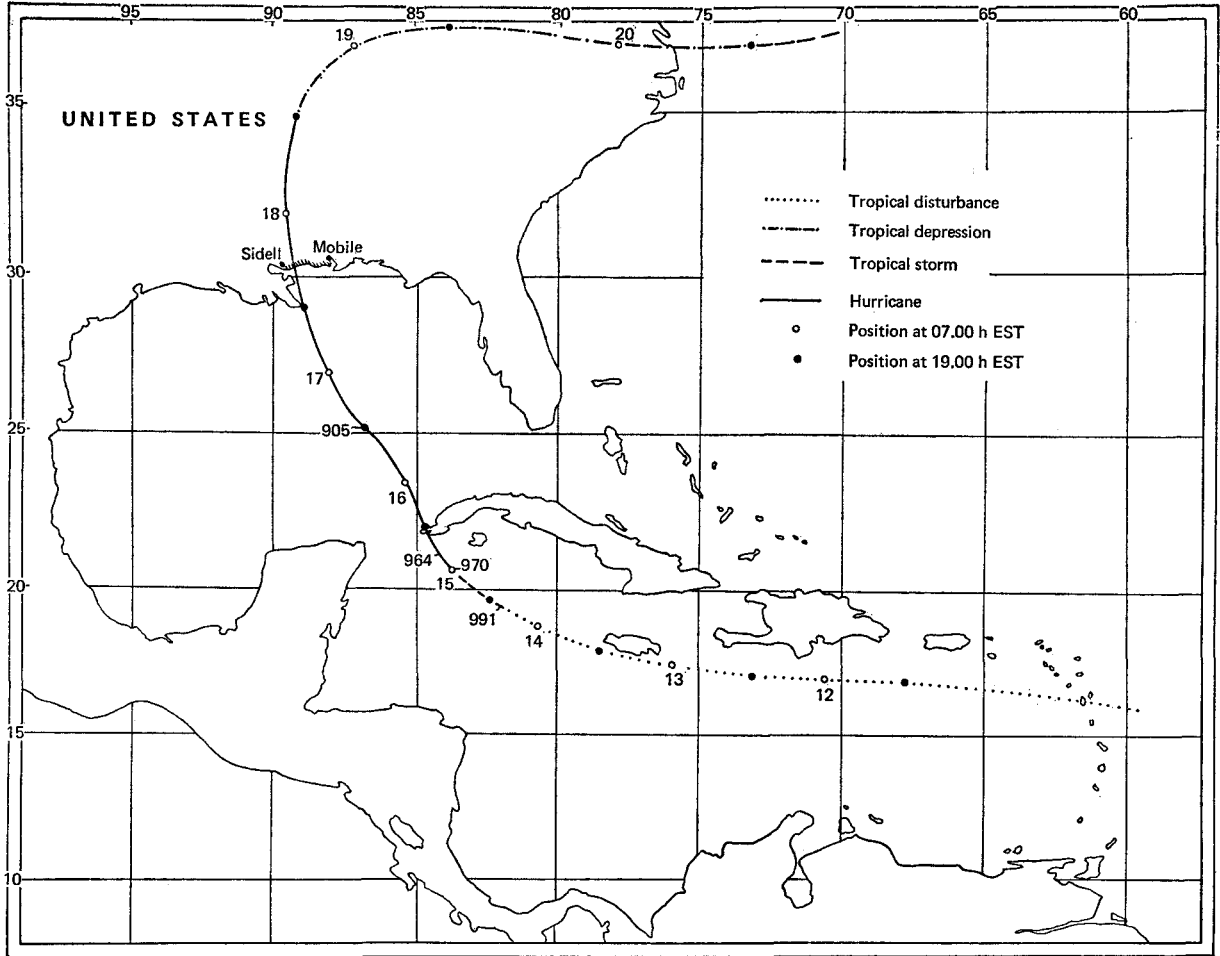 95 90 85 80 75 70 65 60
19
20
35
UNITED STATES
Tropical disturbance
18
Tropical depression
Sidell Mobile
Tropical storm
30
Hurricane
Position at 07.00 h EST
Position at 19.00 h EST
17
25
905
16
964 970
20
15
991
14
13
12
15
10